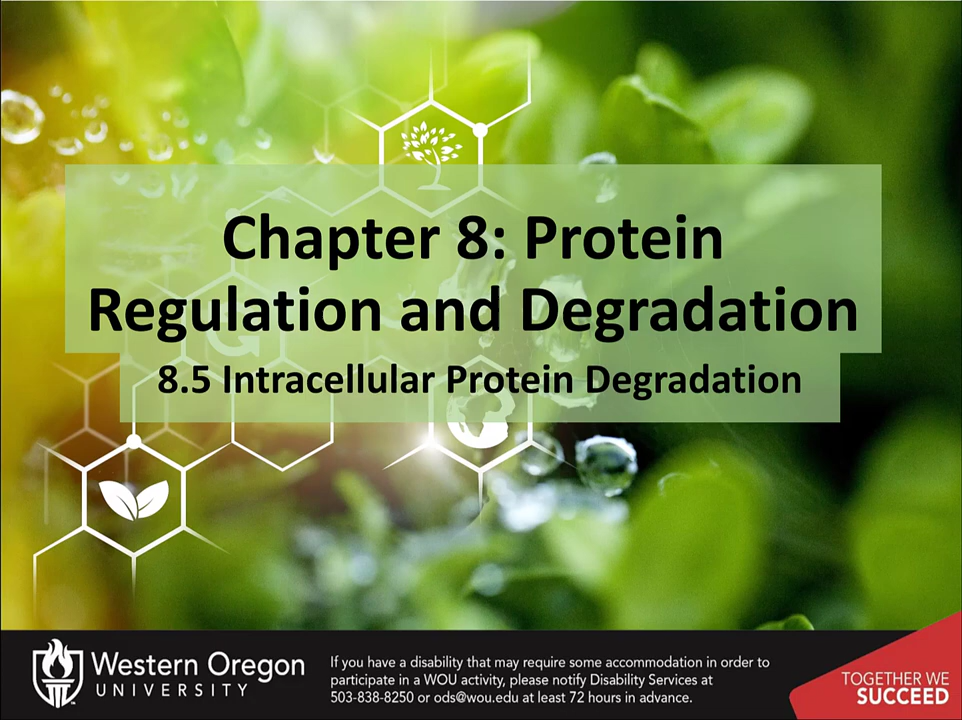 Chapter 8: Protein
Regulation and Degradation
8.5 Intracellular Protein Degradation
Western Oregon
UNIVERSITY
If you have a disability that may require some accommodation in order to
participate in a WOU activity, please notify Disability Services at
503-838-8250 or ods@wou.edu at least 72 hours in advance.
TOGETHER WE
SUCCEED